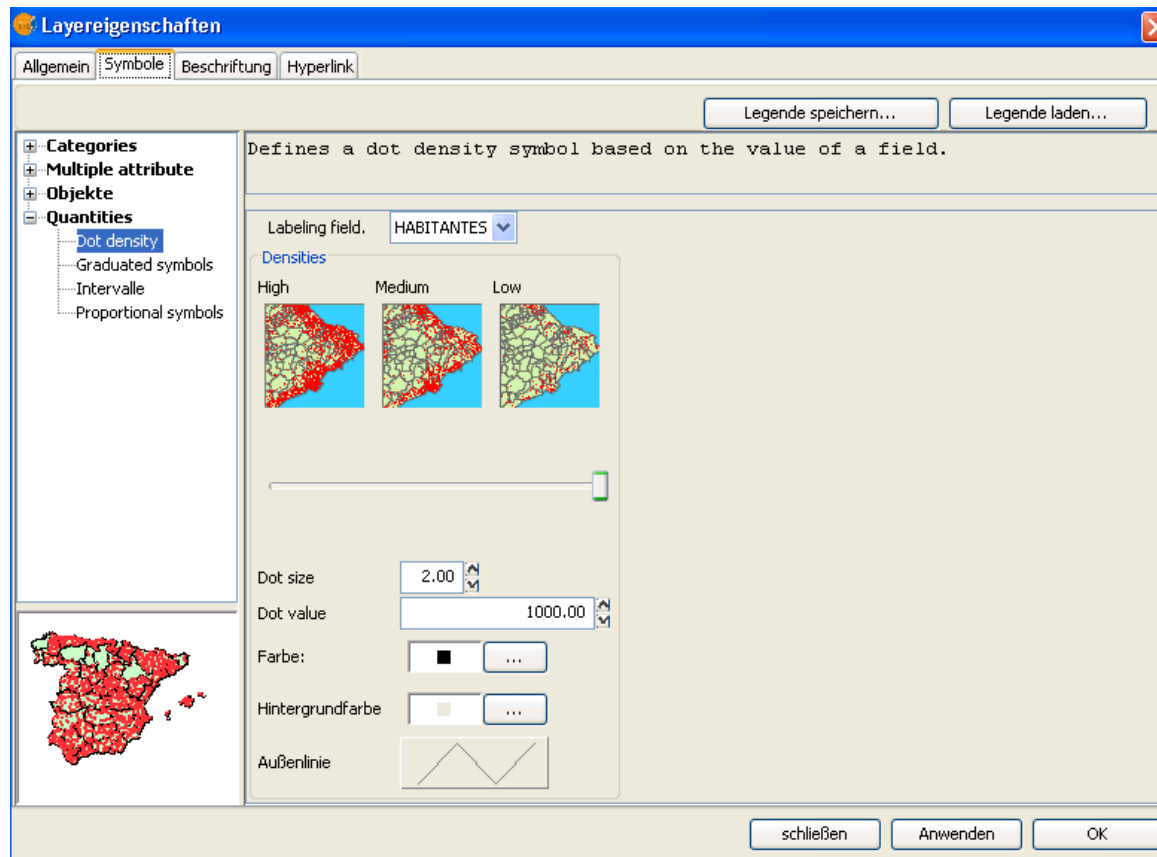 Layereigenschaften
Allgemein Symbole Beschriftung Hyperlink
Legende speichern... Legende laden...
Categories
Multiple attribute
Objekte
Quantities
Dot density
Graduated symbols
Intervalle
Proportional symbols
Defines a dot density symbol based on the value of a field.
Labeling field. HABITANTES
Densities
High Medium Low
Dot size 2.00
Dot value 1000.00
Farbe: ...
Hintergrundfarbe ...
Außenlinie
schließen Anwenden OK